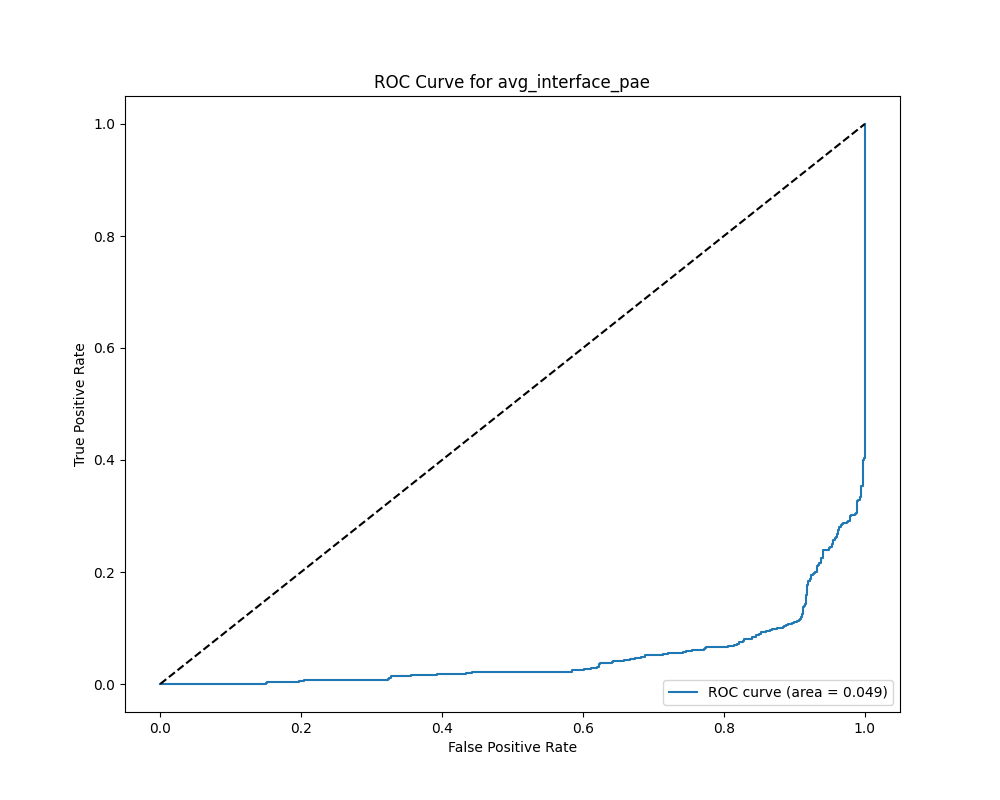 ROC Curve for avg_interface_pae
True Positive Rate
1.0
0.8
0.6
0.4
0.2
0.0
0.0 0.2 0.4 0.6 0.8 1.0
False Positive Rate
ROC curve (area = 0.049)